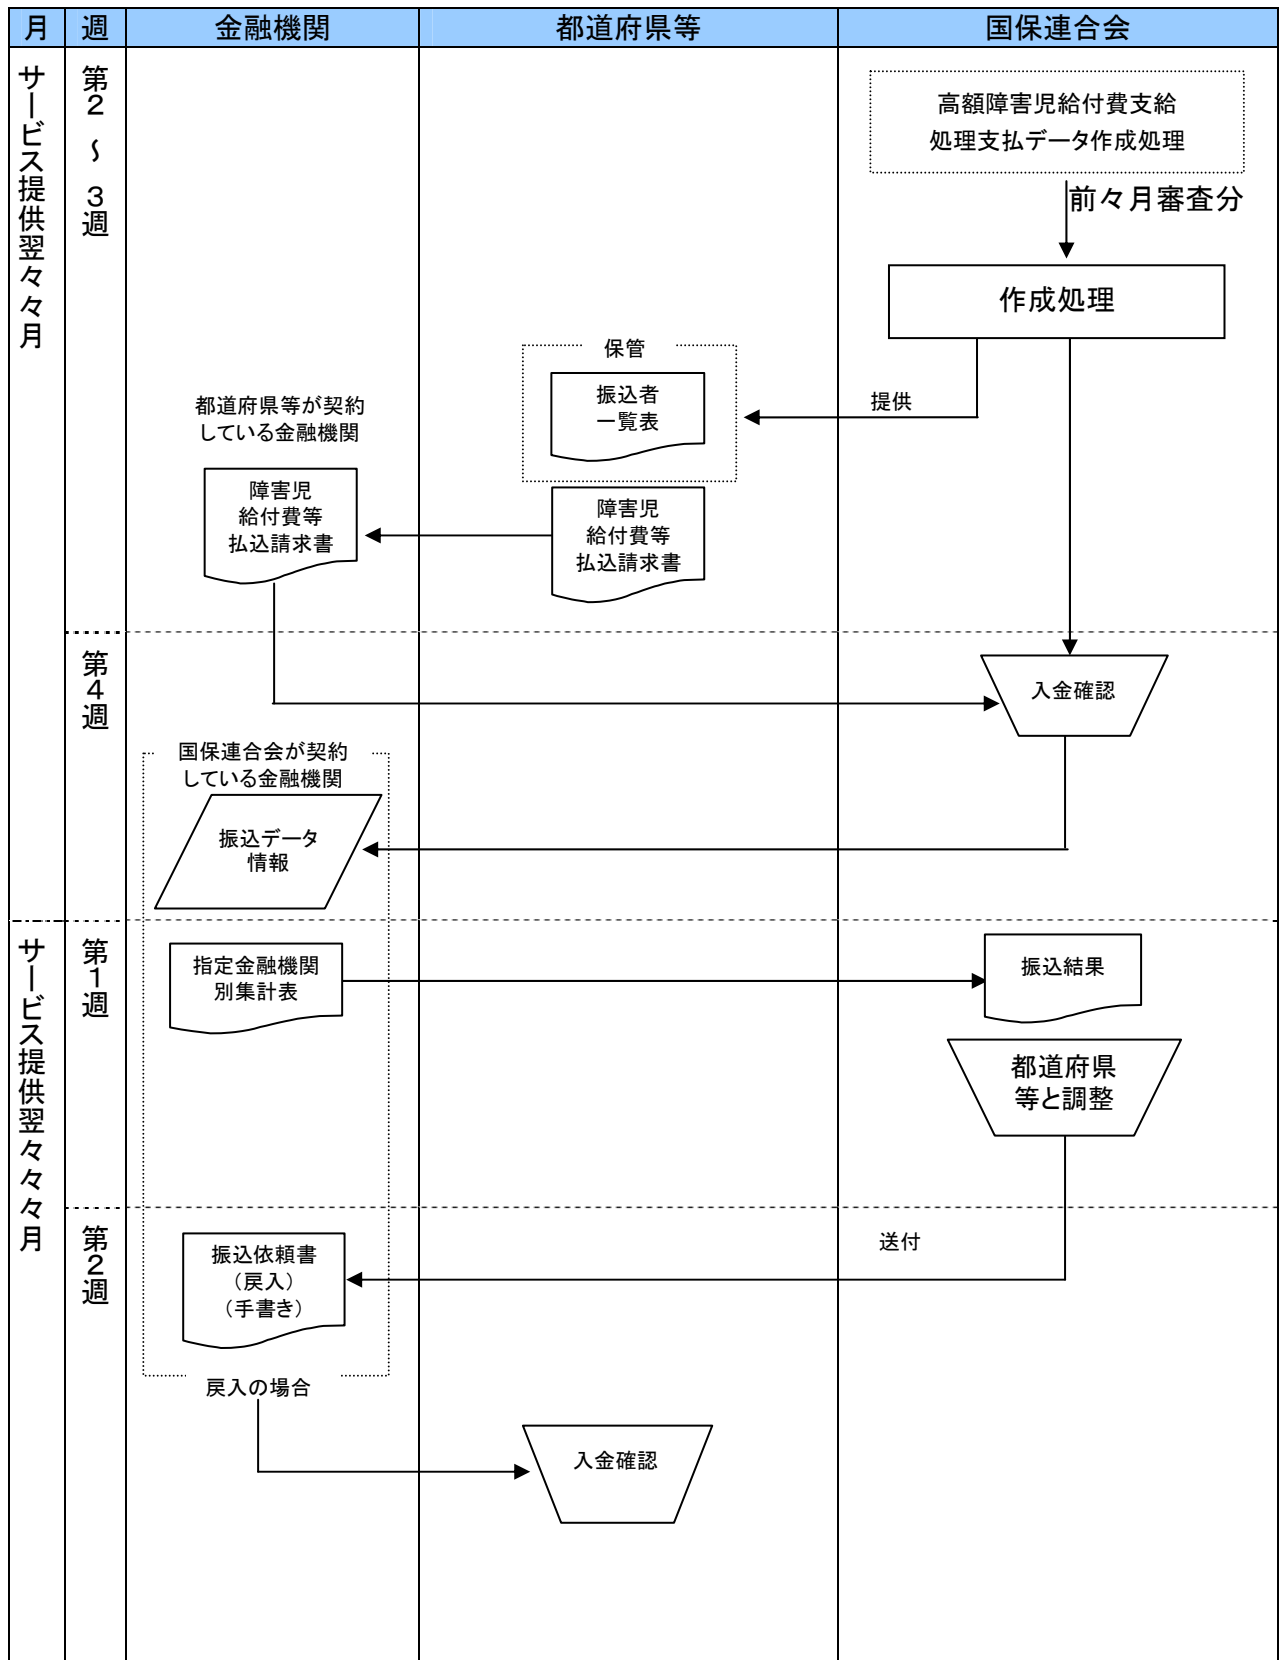 月 週 金融機関 都道府県等 国保連合会
サービス提供翌々月
第2～3週
高額障害児給付費支給
処理支払データ作成処理
前々月審査分
作成処理
保管
振込者
一覧表
提供
都道府県等が契約
している金融機関
障害児
給付費等
払込請求書
障害児
給付費等
払込請求書
第4週
入金確認
国保連合会が契約
している金融機関
振込データ
情報
サービス提供翌々々月
第1週
指定金融機関
別集計表
振込結果
都道府県
等と調整
第2週
送付
振込依頼書
（戻入）
（手書き）
戻入の場合
入金確認